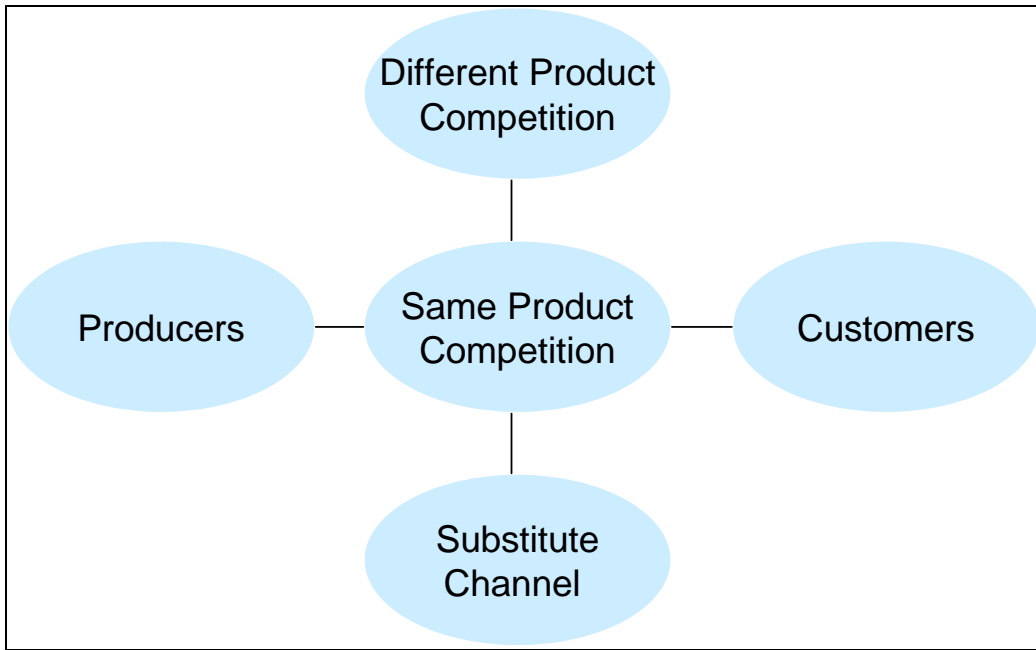 Different Product
Competition
Producers
Same Product
Competition
Customers
Substitute
Channel